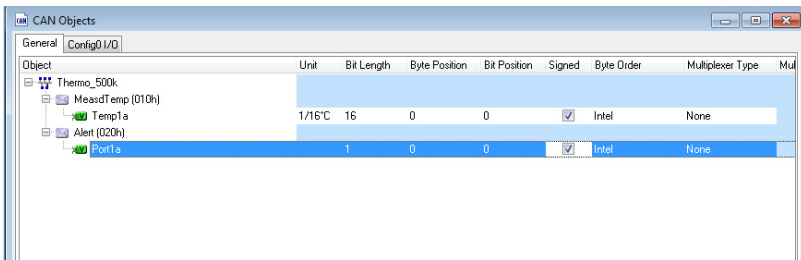 CAN Objects
General Config0 I/O
Object Unit Bit Length Byte Position Bit Position Signed Byte Order Multiplexer Type Mul
Thermo_500k
MeasdTemp (010h)
Temp1a 1/16°C 16 0 0 Intel None
Alert (020h)
Port1a 1 0 0 Intel None